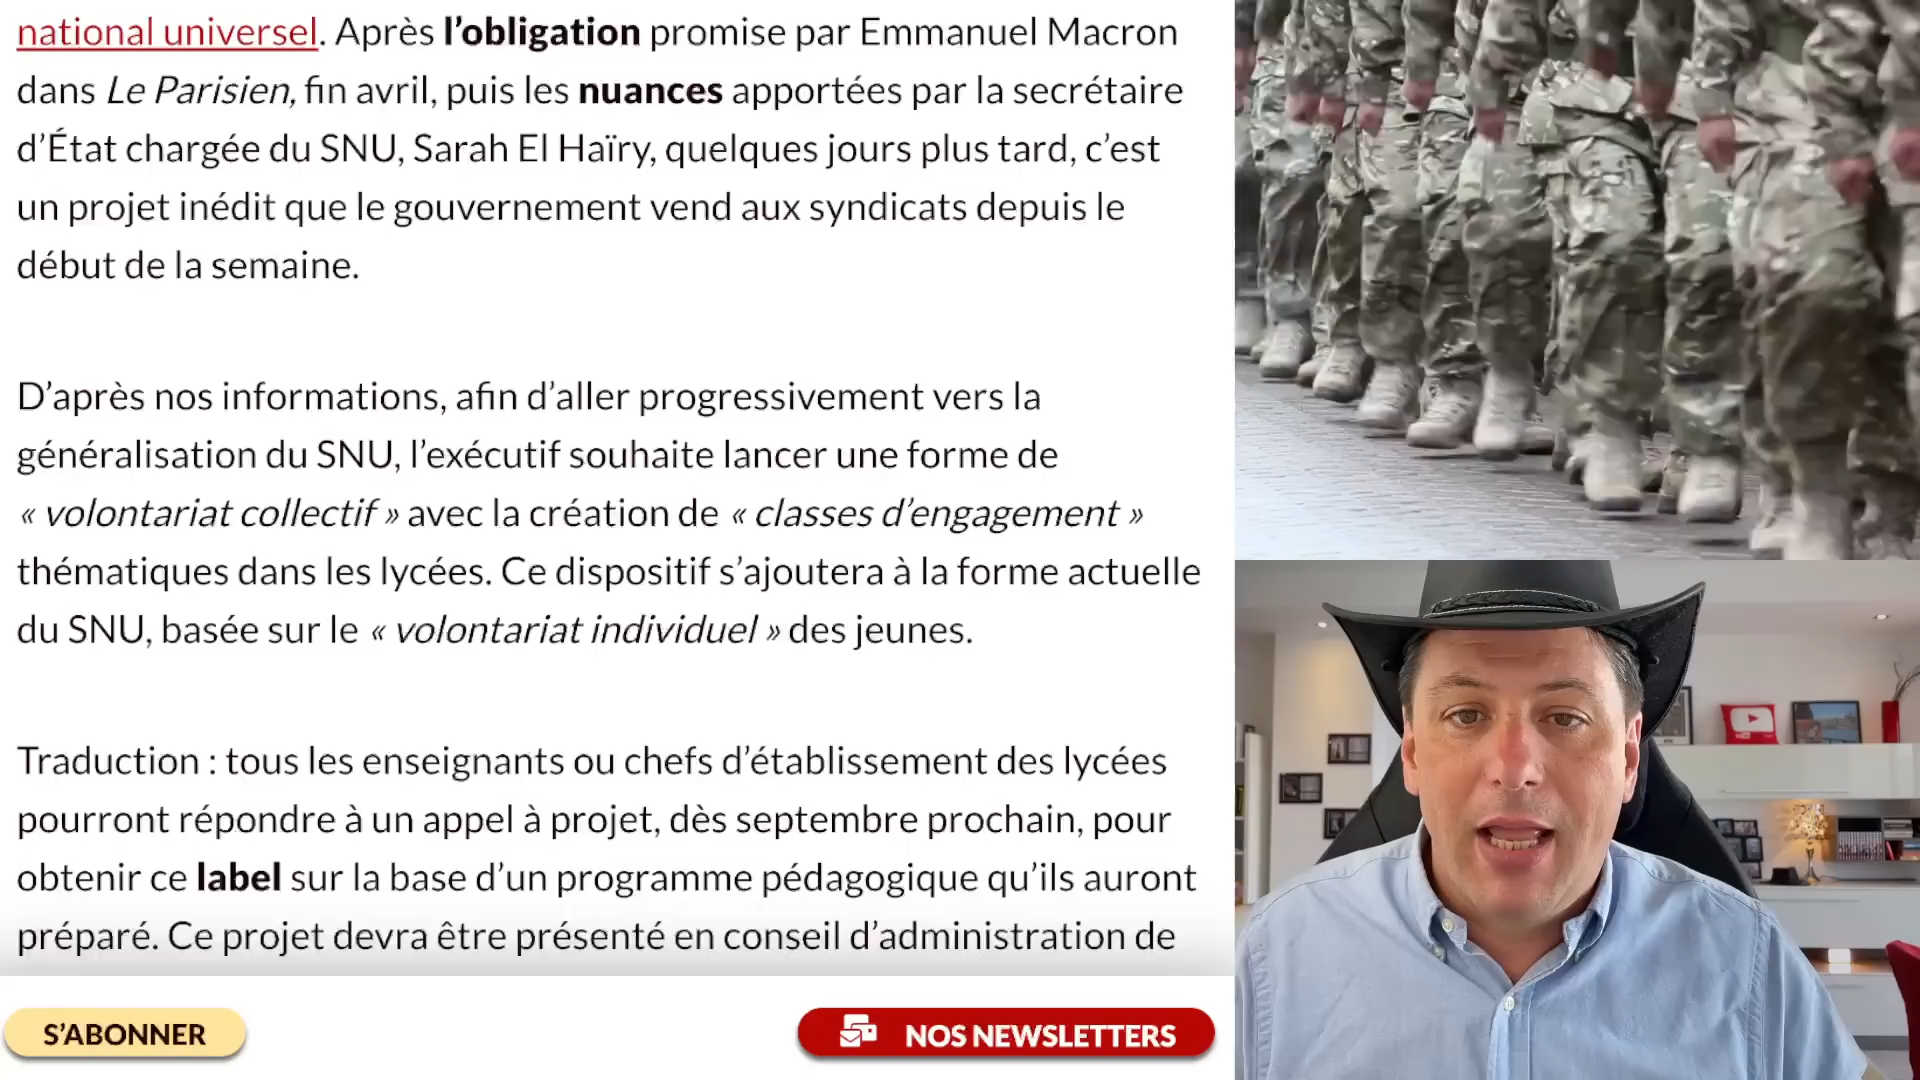 national universel. Après l’obligation promise par Emmanuel Macron
dans Le Parisien, fin avril, puis les nuances apportées par la secrétaire
d’État chargée du SNU, Sarah El Haïry, quelques jours plus tard, c’est
un projet inédit que le gouvernement vend aux syndicats depuis le
début de la semaine.
D’après nos informations, afin d’aller progressivement vers la
généralisation du SNU, l’exécutif souhaite lancer une forme de
« volontariat collectif » avec la création de « classes d’engagement »
thématiques dans les lycées. Ce dispositif s’ajoutera à la forme actuelle
du SNU, basée sur le « volontariat individuel » des jeunes.
Traduction : tous les enseignants ou chefs d’établissement des lycées
pourront répondre à un appel à projet, dès septembre prochain, pour
obtenir ce label sur la base d’un programme pédagogique qu’ils auront
préparé. Ce projet devra être présenté en conseil d’administration de
S’ABONNER
NOS NEWSLETTERS